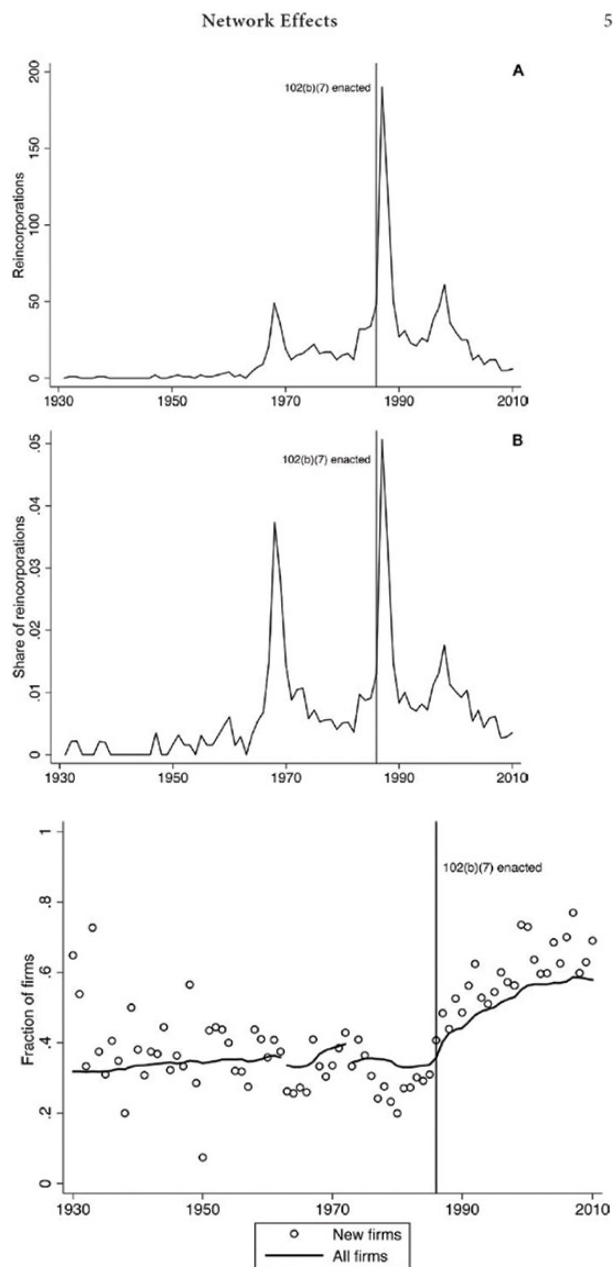 Network Effects 5
A
102(b)(7) enacted
Reincorporations
200
150
100
50
0
1930 1950 1970 1990 2010
B
102(b)(7) enacted
Share of reincorporations
.05
.04
.03
.02
.01
0
1930 1950 1970 1990 2010
102(b)(7) enacted
Fraction of firms
1
.8
.6
.4
.2
0
1930 1950 1970 1990 2010
New firms
All firms